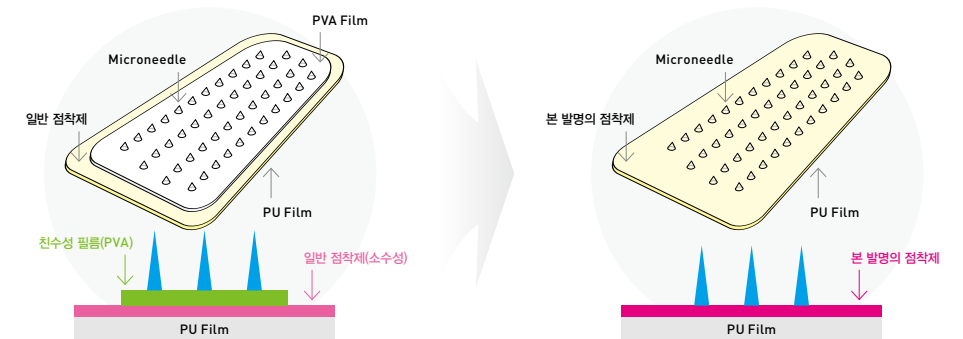 PVA Film
Microneedle
일반 점착제
PU Film
친수성 필름(PVA)
일반 점착제(소수성)
PU Film
Microneedle
본 발명의 점착제
PU Film
본 발명의 점착제
PU Film